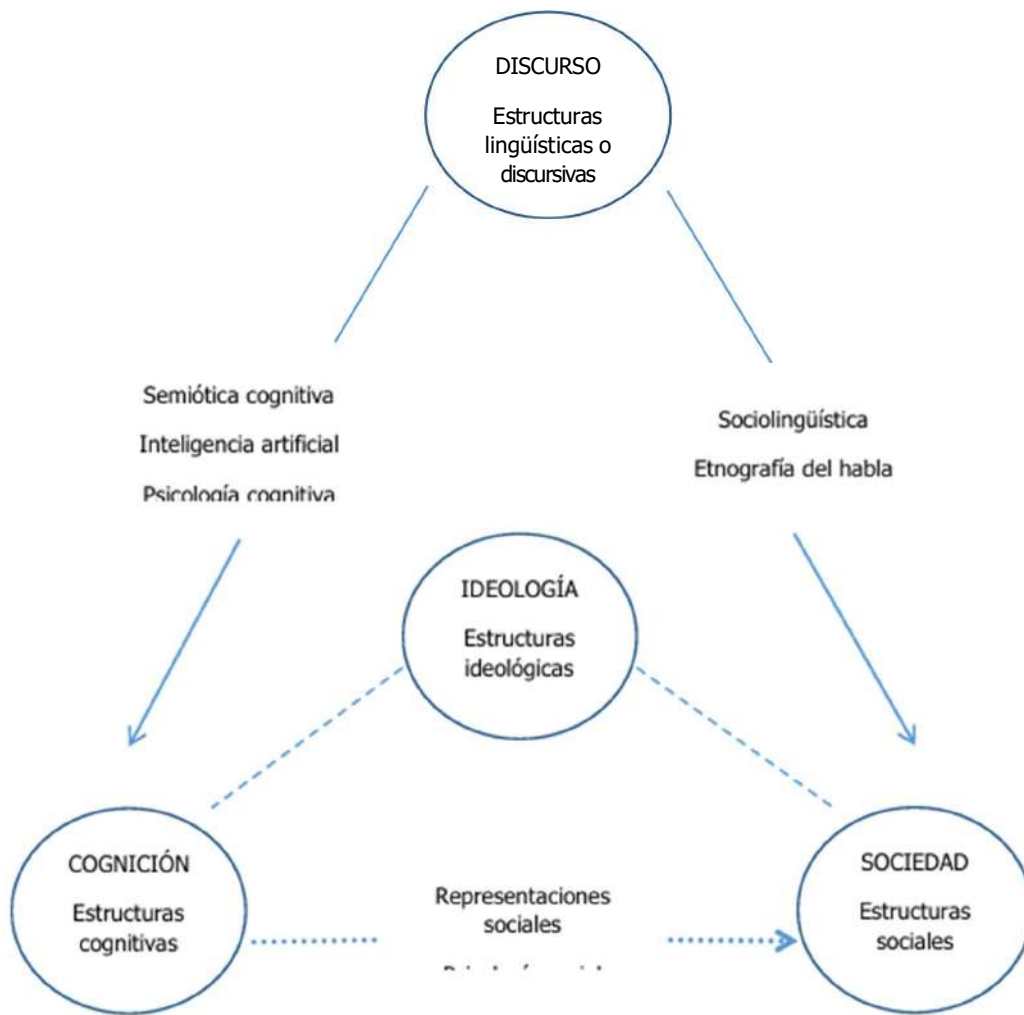 DISCURSO
Estructuras
lingüísticas o
discursivas
Semiótica cognitiva
Inteligencia artificial
Psicología cognitiva
Sociolingüística
Etnografía del habla
IDEOLOGÍA
Estructuras
ideológicas
COGNICIÓN
Estructuras
cognitivas
Representaciones
sociales
SOCIEDAD
Estructuras
sociales